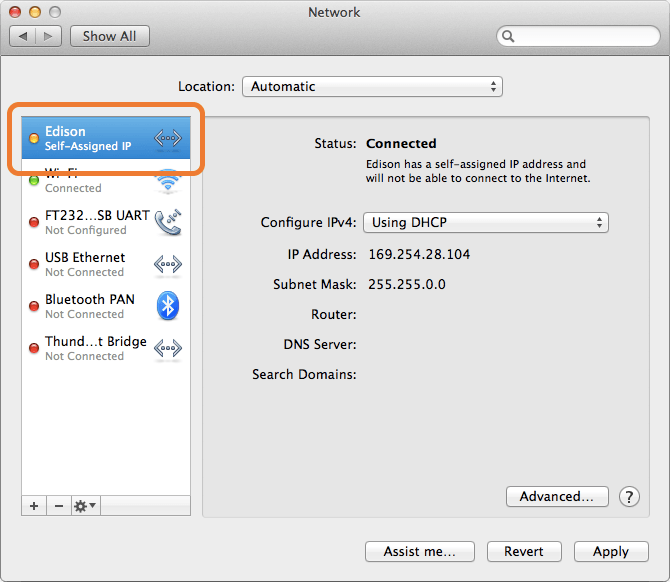 Network
Show All
Location: Automatic
Edison
Self-Assigned IP
Wi-Fi
Connected
FT232...SB UART
Not Configured
USB Ethernet
Not Connected
Bluetooth PAN
Not Connected
Thund...t Bridge
Not Connected
Status: Connected
Edison has a self-assigned IP address and
will not be able to connect to the Internet.
Configure IPv4: Using DHCP
IP Address: 169.254.28.104
Subnet Mask: 255.255.0.0
Router:
DNS Server:
Search Domains:
Advanced... ?
Assist me... Revert Apply